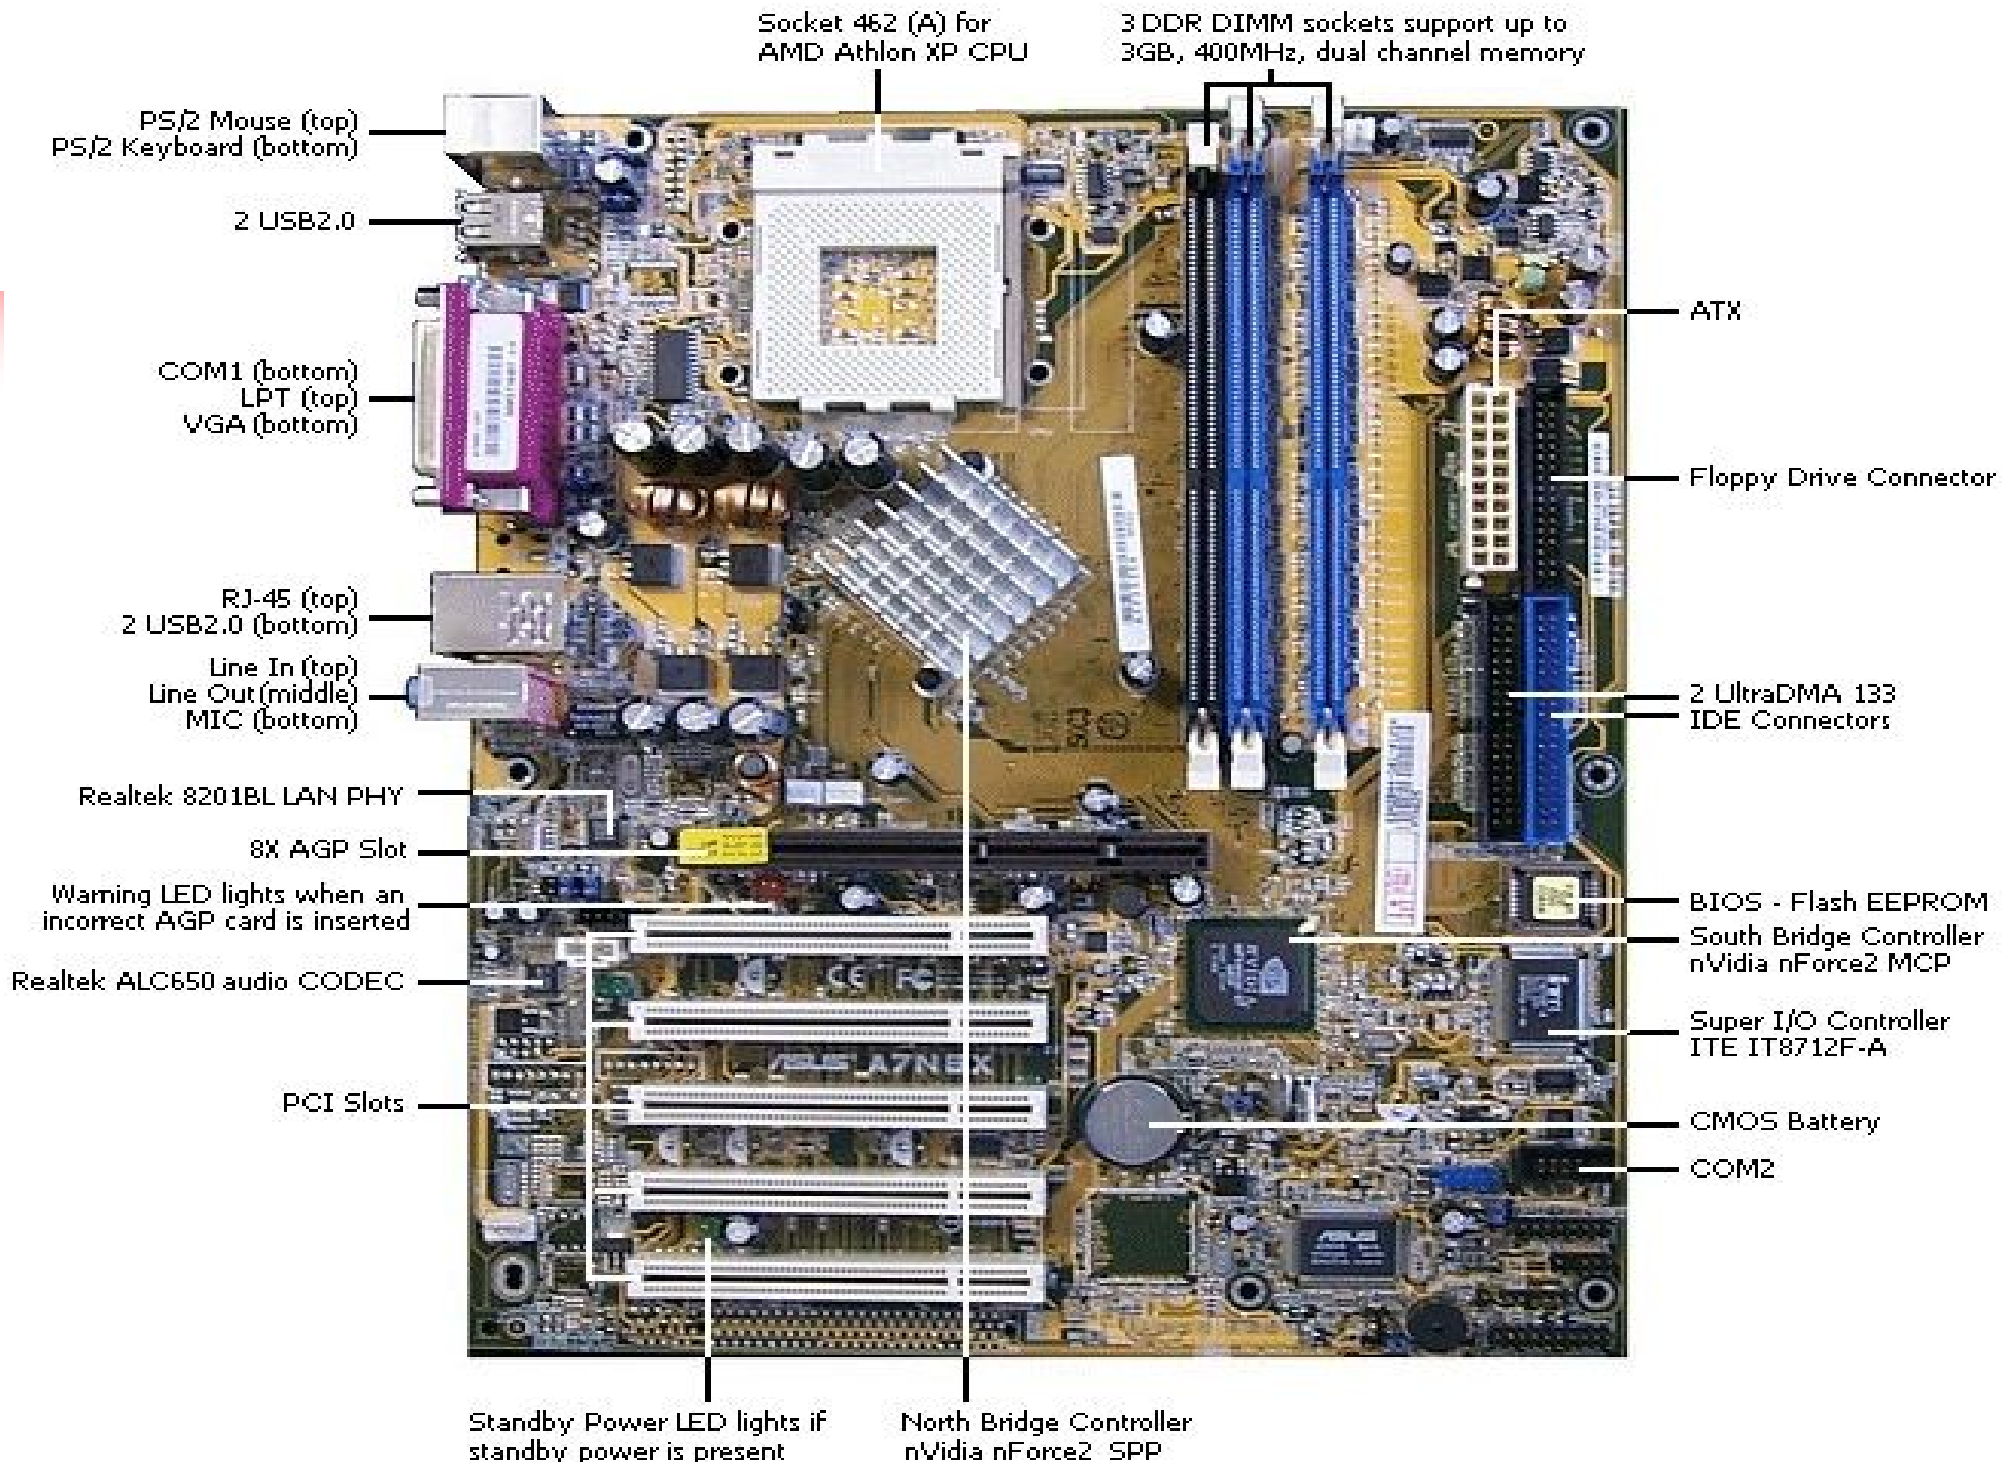 Socket 462 (A) for
AMD Athlon XP CPU
3 DDR DIMM sockets support up to
3GB, 400MHz, dual channel memory
PS/2 Mouse (top)
PS/2 Keyboard (bottom)
2 USB2.0
COM1 (bottom)
LPT (top)
VGA (bottom)
RJ-45 (top)
2 USB2.0 (bottom)
Line In (top)
Line Out(middle)
MIC (bottom)
Realtek 8201BL LAN PHY
8X AGP Slot
Warning LED lights when an
incorrect AGP card is inserted
Realtek ALC650 audio CODEC
PCI Slots
ATX
Floppy Drive Connector
2 UltraDMA 133
IDE Connectors
BIOS - Flash EEPROM
South Bridge Controller
nVidia nForce2 MCP
Super I/O Controller
ITE IT8712F-A
CMOS Battery
COM2
CE FC
ASUS A7N8X
ASUS
Standby Power LED lights if
standby power is present
North Bridge Controller
nVidia nForce2 SPP